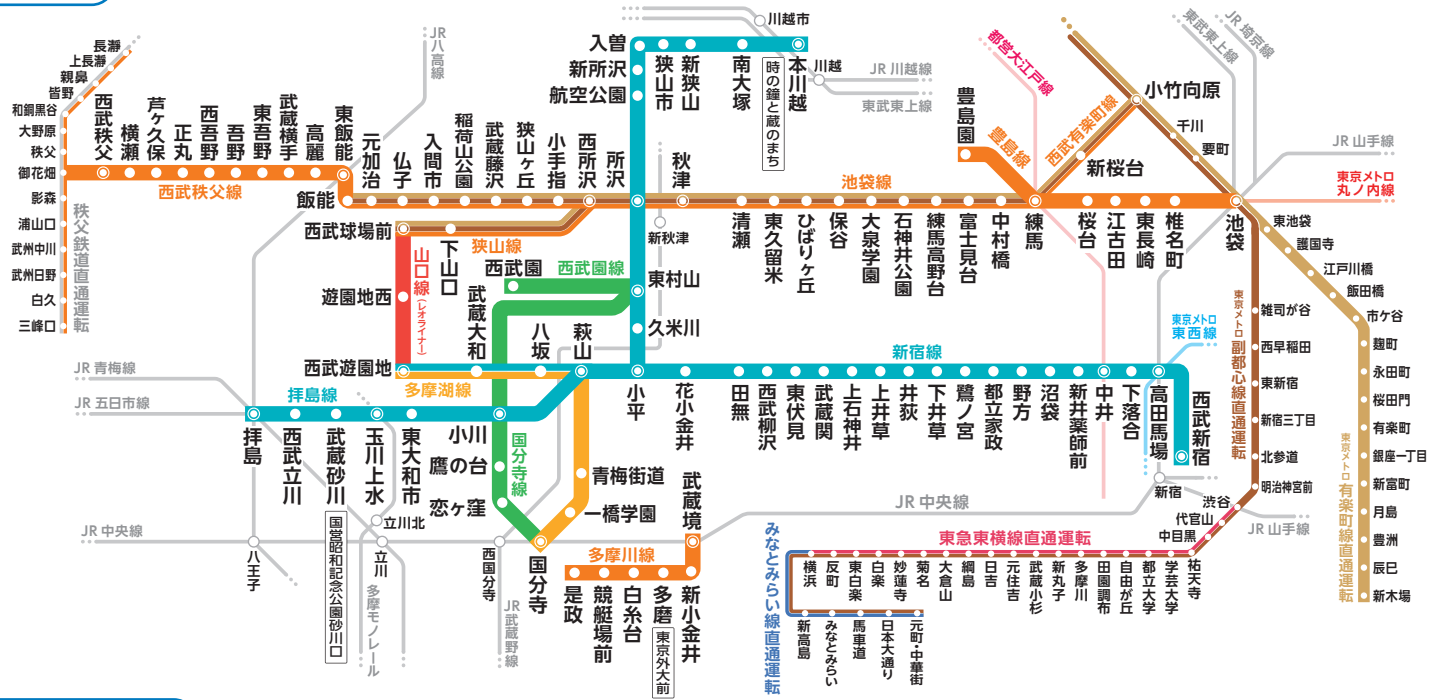 長瀞
上長瀞
親鼻
皆野
和銅黒谷
大野原
秩父
御花畑
影森
浦山口
武州中川
武州日野
白久
三峰口
秩父鉄道直通運転
西武秩父
横瀬
芦ヶ久保
正丸
西吾野
吾野
東吾野
武蔵横手
高麗
東飯能
西武秩父線
飯能
元加治
仏子
入間市
稲荷山公園
武蔵藤沢
狭山ヶ丘
小手指
西所沢
所沢
秋津
池袋線
清瀬
東久留米
ひばりヶ丘
保谷
大泉学園
石神井公園
練馬高野台
富士見台
中村橋
練馬
桜台
江古田
東長崎
椎名町
池袋
JR 八高線
入曽
新所沢
航空公園
狭山市
新狭山
南大塚
本川越
時の鐘と蔵のまち
川越市
川越
JR 川越線
東武東上線
都営大江戸線
豊島園
豊島線
西武有楽町線
新桜台
小竹向原
千川
要町
東武東上線
JR 埼京線
JR 山手線
東京メトロ
丸ノ内線
西武球場前
下山口
狭山線
山口線
(レオライナー)
遊園地西
西武遊園地
西武園
西武園線
新秋津
東村山
久米川
武蔵大和
八坂
萩山
多摩湖線
小平
花小金井
田無
西武柳沢
東伏見
武蔵関
上石神井
上井草
井荻
下井草
鷺ノ宮
都立家政
野方
沼袋
新井薬師前
中井
下落合
高田馬場
西武新宿
新宿線
東京メトロ
東西線
JR 青梅線
JR 五日市線
拝島線
拝島
西武立川
武蔵砂川
玉川上水
東大和市
小川
国営昭和記念公園砂川口
鷹の台
恋ヶ窪
国分寺線
国分寺
青梅街道
一橋学園
JR 中央線
八王子
立川北
立川
多摩モノレール
西国分寺
JR 武蔵野線
多摩川線
武蔵境
新小金井
多磨
東京外大前
白糸台
競艇場前
是政
JR 中央線
新宿
JR 山手線
東池袋
護国寺
江戸川橋
飯田橋
市ケ谷
麹町
永田町
桜田門
有楽町
銀座一丁目
新富町
月島
豊洲
辰巳
新木場
東京メトロ 有楽町線直通運転
雑司が谷
西早稲田
東新宿
新宿三丁目
北参道
明治神宮前
東京メトロ 副都心線直通運転
渋谷
代官山
中目黒
祐天寺
学芸大学
都立大学
自由が丘
田園調布
多摩川
新丸子
武蔵小杉
元住吉
日吉
綱島
大倉山
菊名
妙蓮寺
白楽
東白楽
反町
横浜
東急東横線直通運転
みなとみらい線直通運転
新高島
みなとみらい
馬車道
日本大通り
元町・中華街